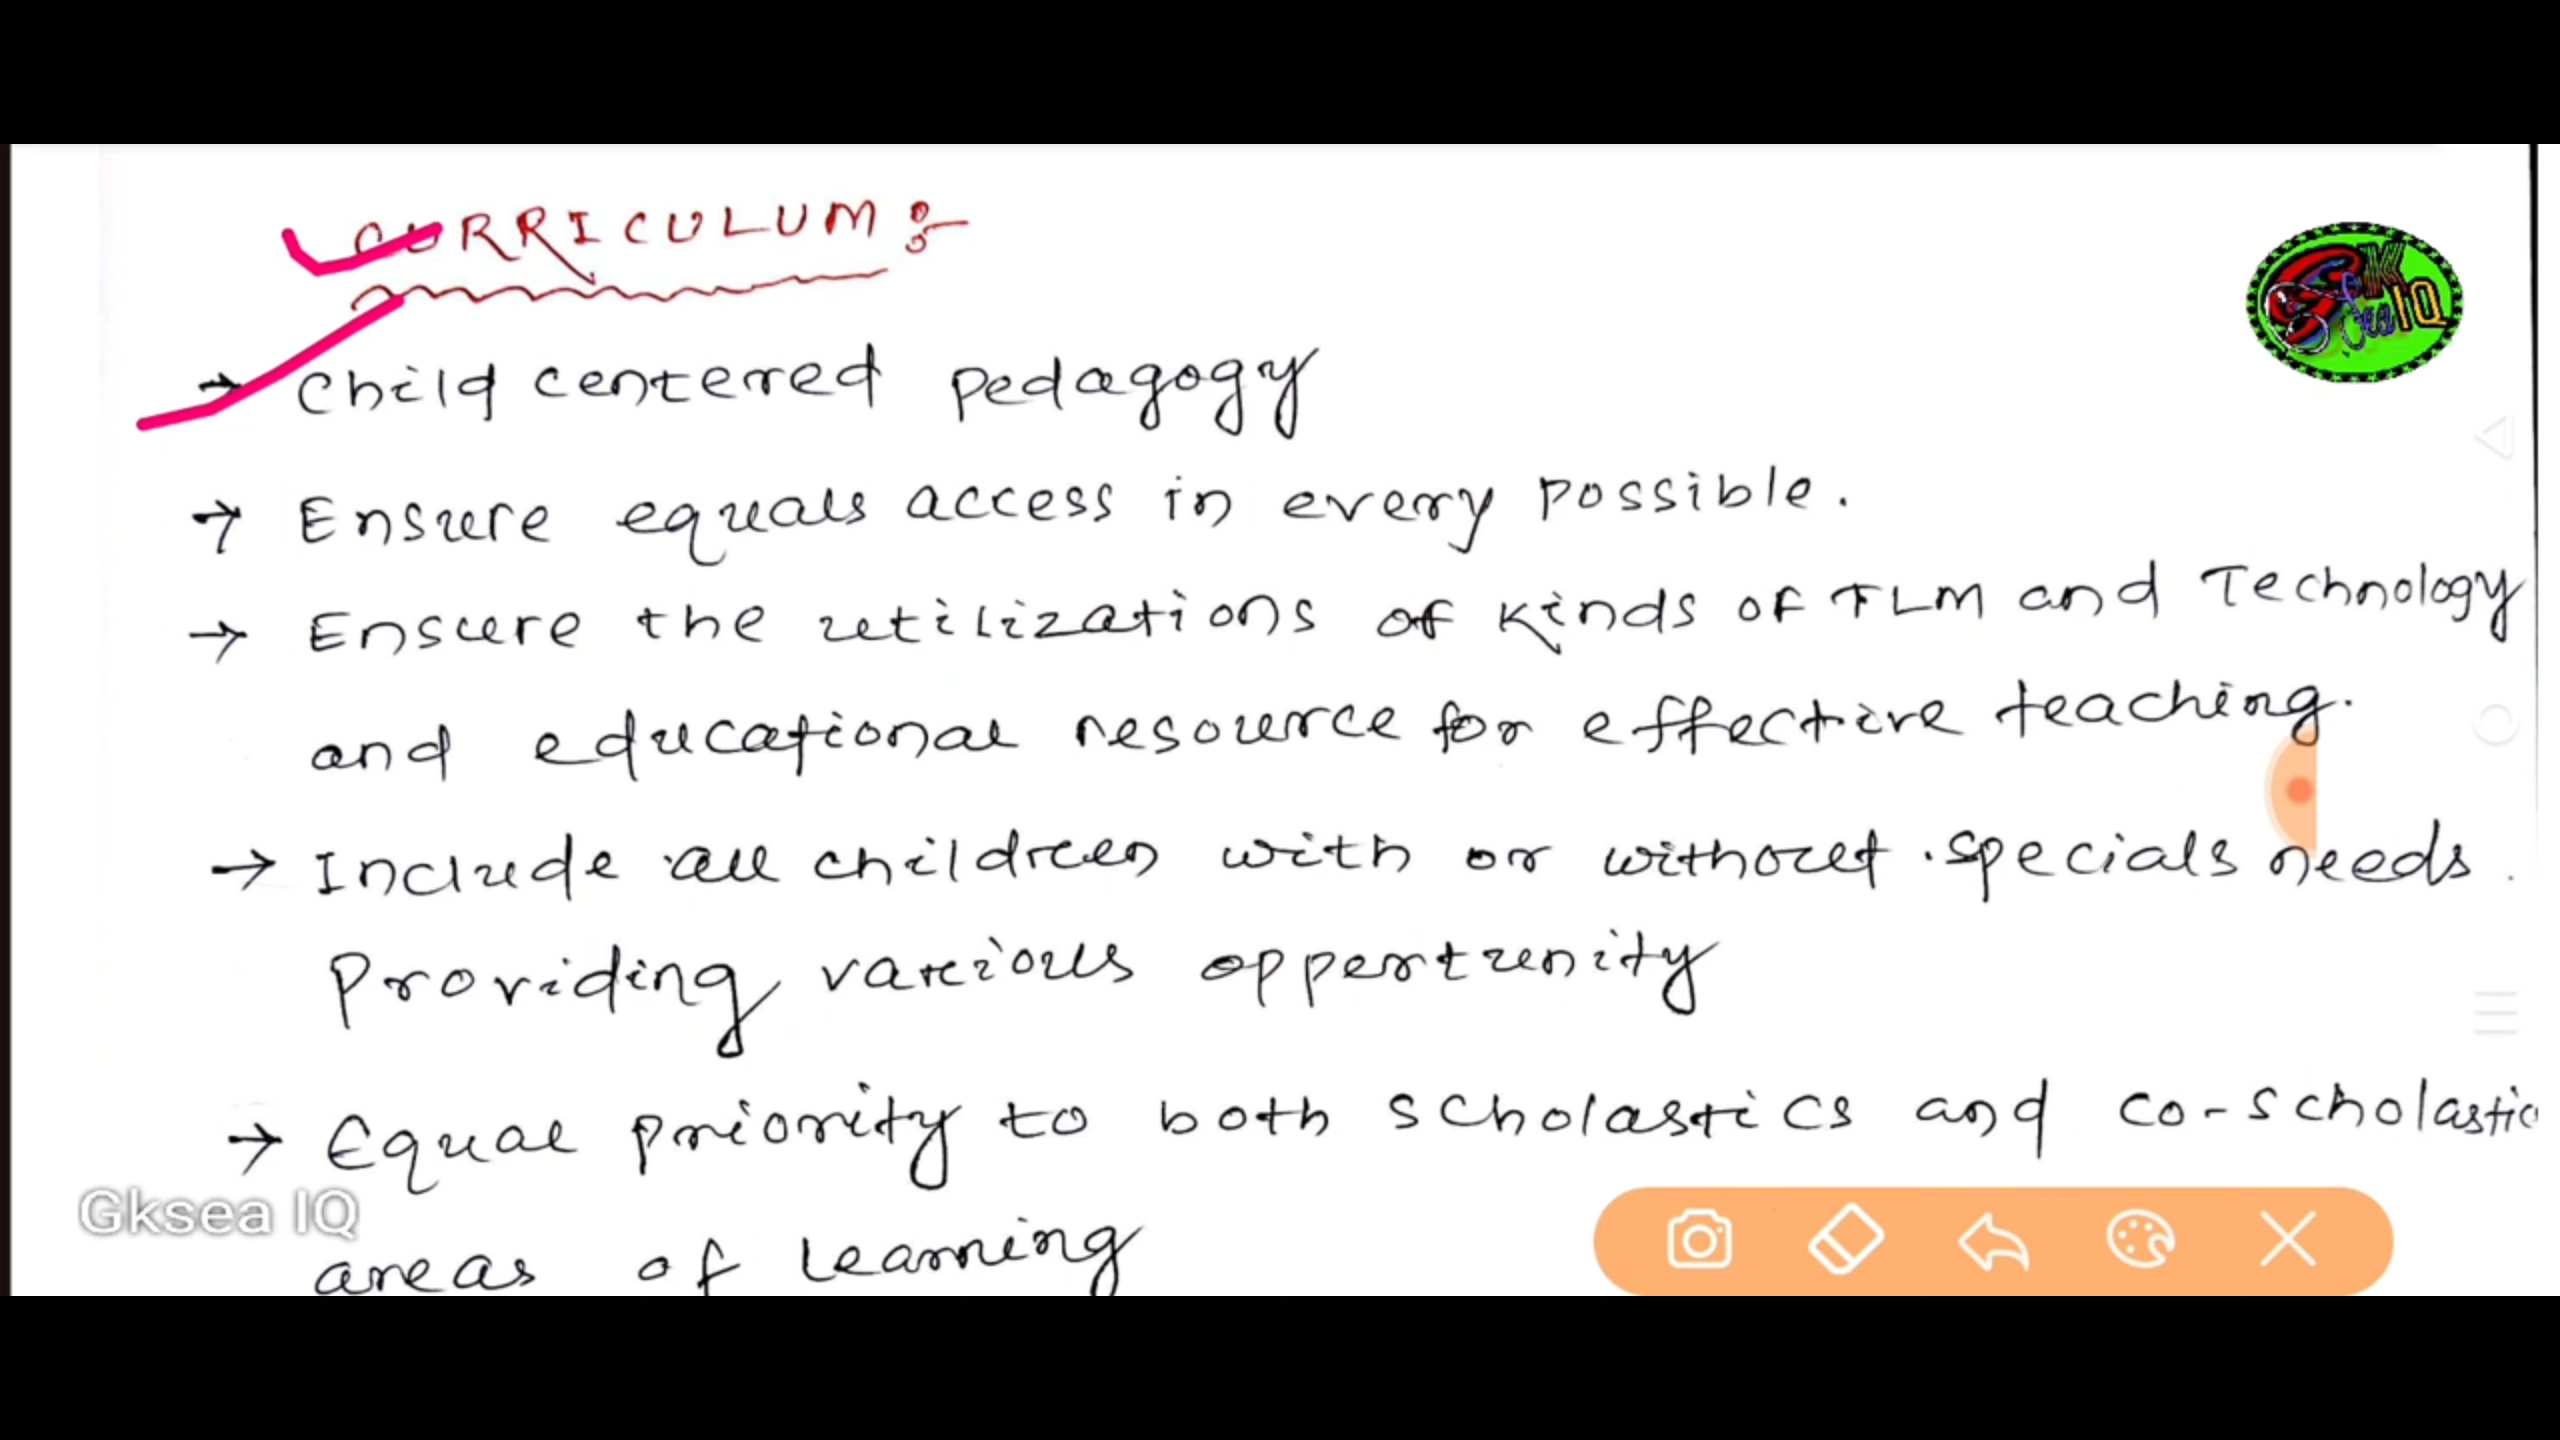 CURRICULUM :-
→ Child centered pedagogy
→ Ensure equals access in every possible.
→ Ensure the utilizations of kinds of TLM and Technology
and educational resource for effective teaching.
→ Include all children with or without specials needs.
Providing various oppertunity
→ Equal priority to both scholastics and co-scholastic
areas of learning
Gksea IQ